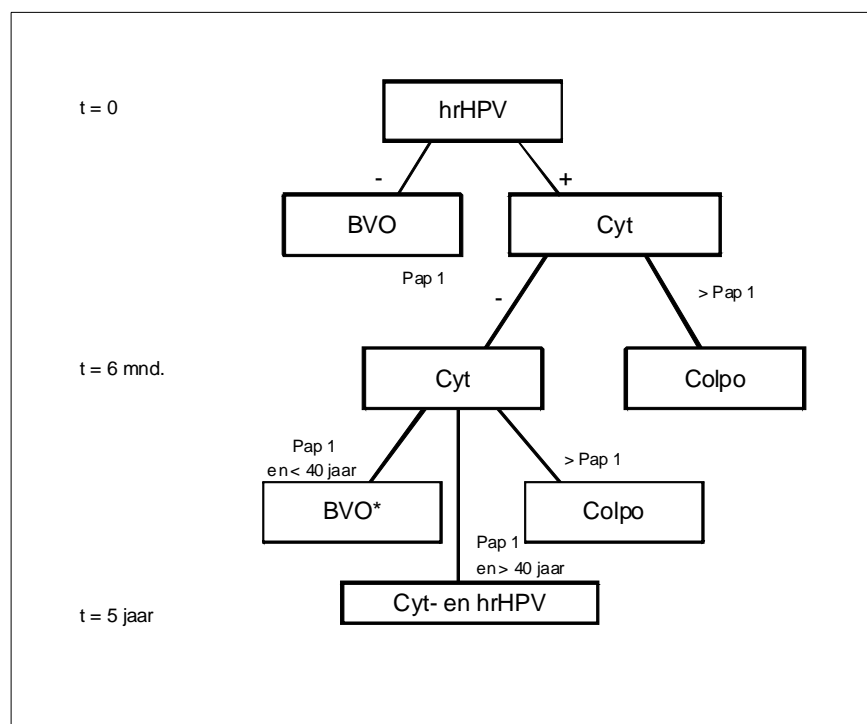 t = 0
hrHPV
-
+
BVO
Cyt
Pap 1
-
> Pap 1
t = 6 mnd.
Cyt
Colpo
Pap 1
en < 40 jaar
> Pap 1
BVO*
Colpo
Pap 1
en > 40 jaar
Cyt- en hrHPV
t = 5 jaar